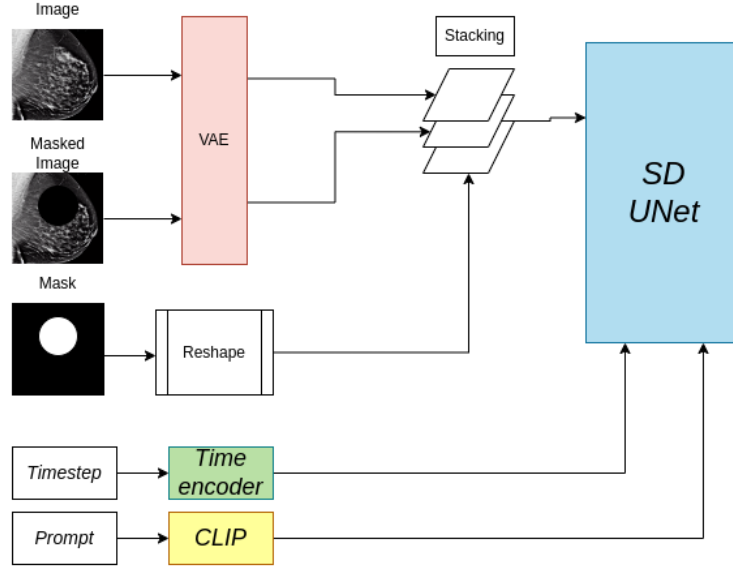 Image
Stacking
VAE
Masked
Image
SD
UNet
Mask
Reshape
Timestep
Time
encoder
Prompt
CLIP